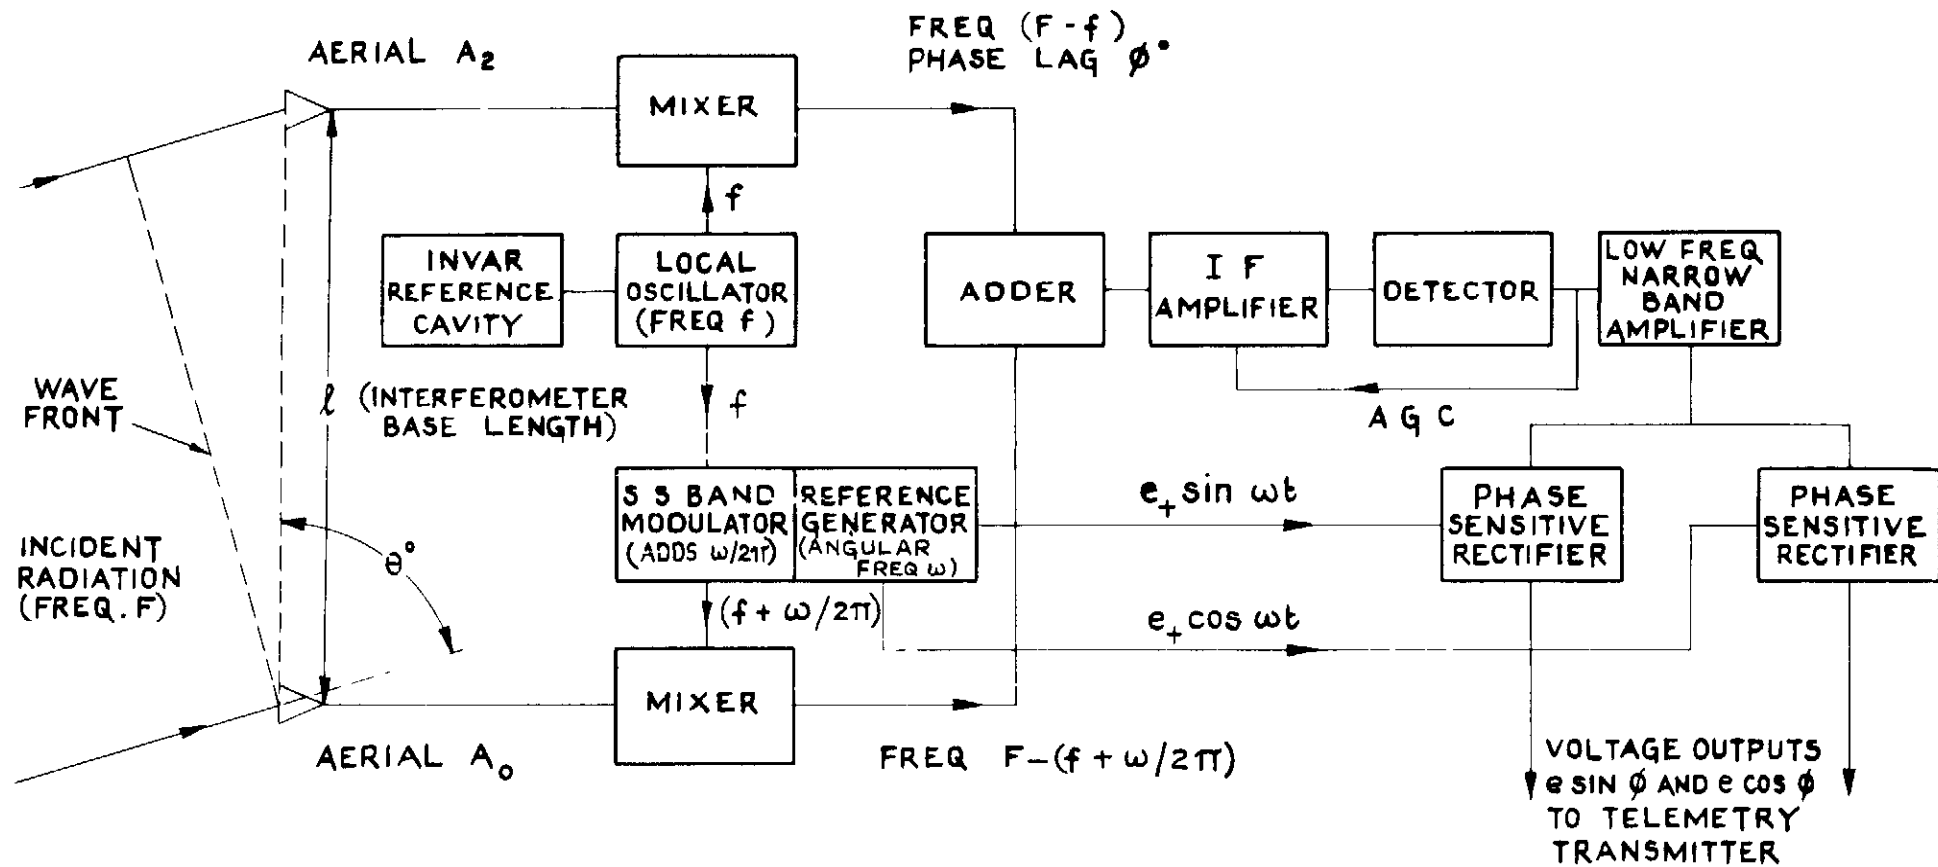 AERIAL A₂
MIXER
FREQ (F - f)
PHASE LAG ϕ°
f
INVAR
REFERENCE
CAVITY
LOCAL
OSCILLATOR
(FREQ f)
ADDER
I F
AMPLIFIER
DETECTOR
LOW FREQ
NARROW
BAND
AMPLIFIER
WAVE
FRONT
ℓ (INTERFEROMETER
BASE LENGTH)
f
A G C
S S BAND
MODULATOR
(ADDS ω/2π)
REFERENCE
GENERATOR
(ANGULAR
FREQ ω)
e₊ sin ωt
PHASE
SENSITIVE
RECTIFIER
PHASE
SENSITIVE
RECTIFIER
INCIDENT
RADIATION
(FREQ. F)
θ°
(f + ω/2π)
e₊ cos ωt
MIXER
AERIAL A₀
FREQ F-(f + ω/2π)
VOLTAGE OUTPUTS
e SIN ϕ AND e COS ϕ
TO TELEMETRY
TRANSMITTER